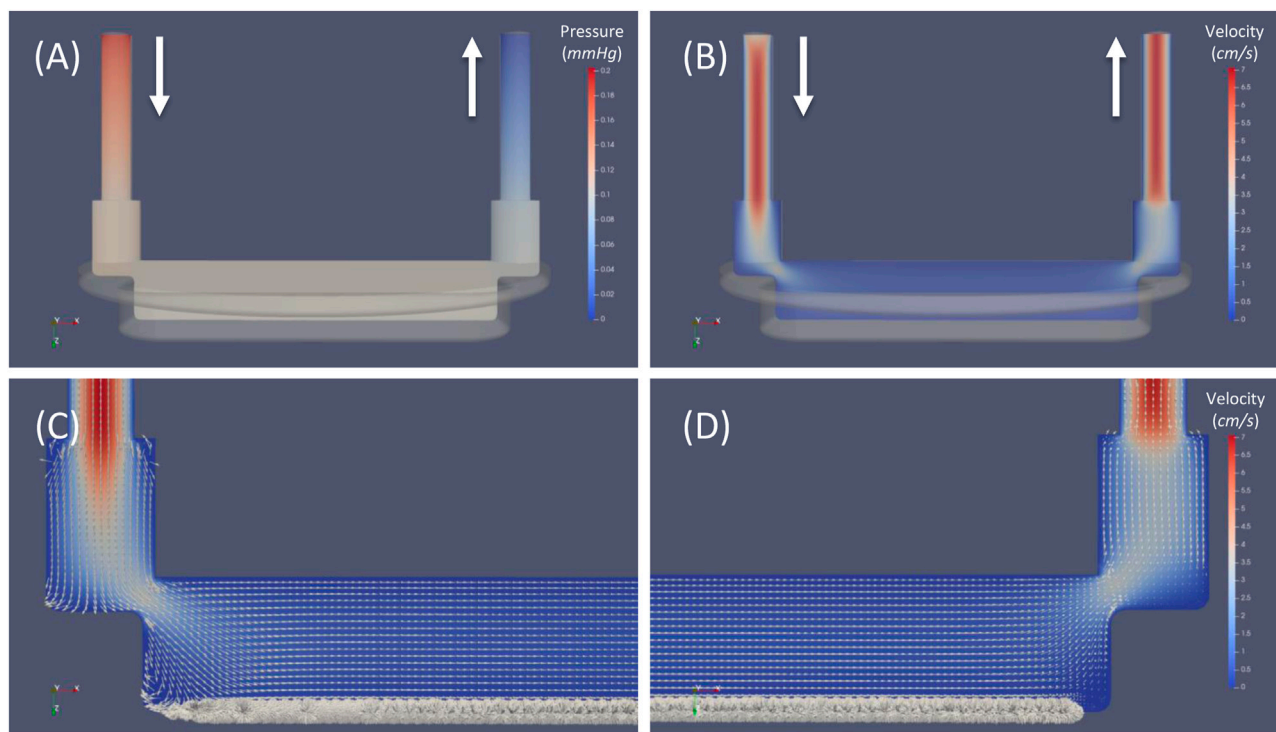 (A)
Pressure
(mmHg)
0.2
0.18
0.16
0.14
0.12
0.1
0.08
0.06
0.04
0.02
0
Y
X
Z
(B)
Velocity
(cm/s)
7
6.5
6
5.5
5
4.5
4
3.5
3
2.5
2
1.5
1
0.5
0
Y
X
Z
(C)
Y
X
Z
(D)
Velocity
(cm/s)
7
6.5
6
5.5
5
4.5
4
3.5
3
2.5
2
1.5
1
0.5
0
Y
X
Z